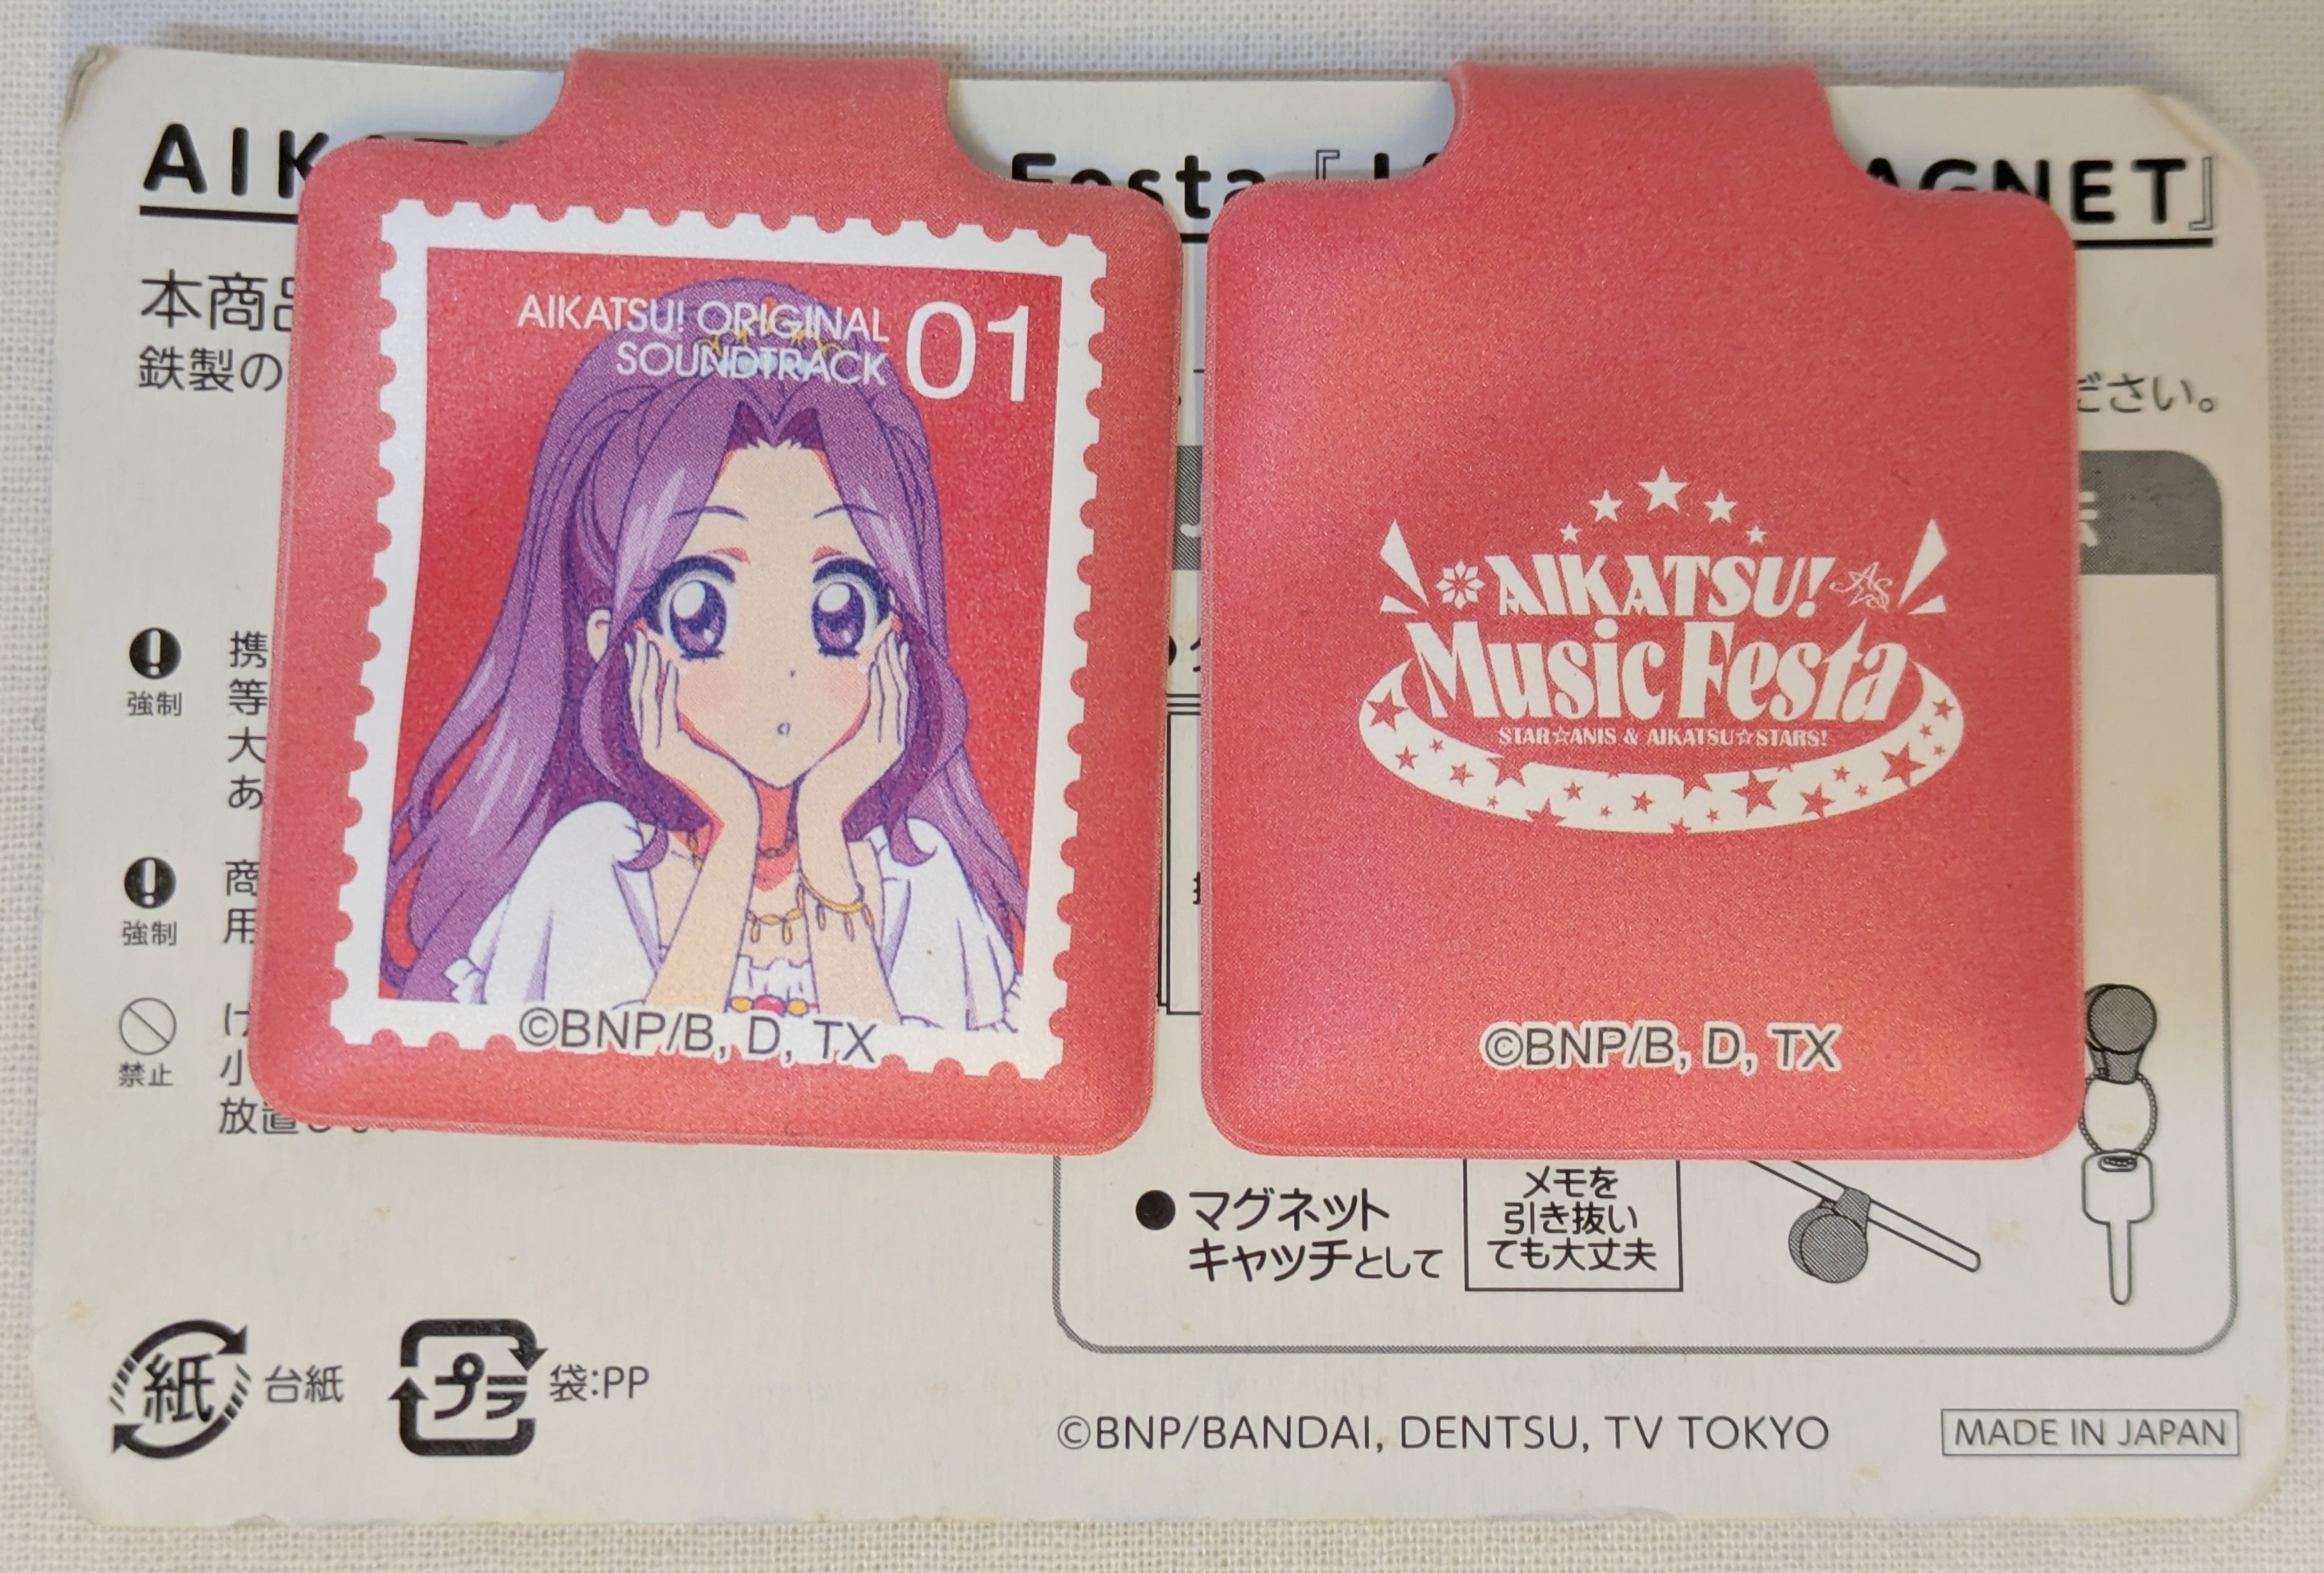 Festa『
MAGNET』
本商品
鉄製の
ださい。
AIKATSU! ORIGINAL
SOUNDTRACK 01
©BNP/B, D, TX
AIKATSU! AS
Music Festa
STAR☆ANIS & AIKATSU☆STARS!
©BNP/B, D, TX
強制
携
等
大
あ
強制
商
用
禁止
け
小
放置
●マグネット
キャッチとして
メモを
引き抜い
ても大丈夫
紙 台紙
プラ 袋:PP
©BNP/BANDAI, DENTSU, TV TOKYO
MADE IN JAPAN